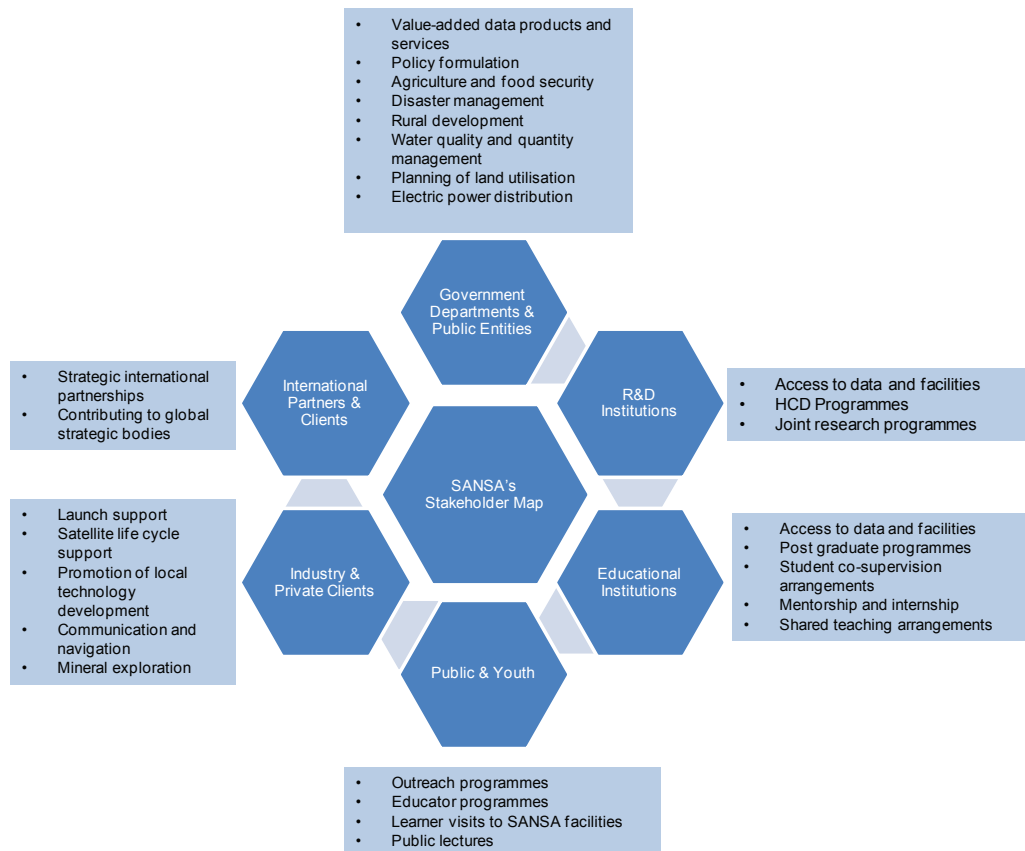 • Value-added data products and
services
• Policy formulation
• Agriculture and food security
• Disaster management
• Rural development
• Water quality and quantity
management
• Planning of land utilisation
• Electric power distribution
Government
Departments &
Public Entities
• Strategic international
partnerships
• Contributing to global
strategic bodies
International
Partners &
Clients
R&D
Institutions
• Access to data and facilities
• HCD Programmes
• Joint research programmes
SANSA's
Stakeholder Map
• Launch support
• Satellite life cycle
support
• Promotion of local
technology
development
• Communication and
navigation
• Mineral exploration
Industry &
Private Clients
Educational
Institutions
• Access to data and facilities
• Post graduate programmes
• Student co-supervision
arrangements
• Mentorship and internship
• Shared teaching arrangements
Public & Youth
• Outreach programmes
• Educator programmes
• Learner visits to SANSA facilities
• Public lectures